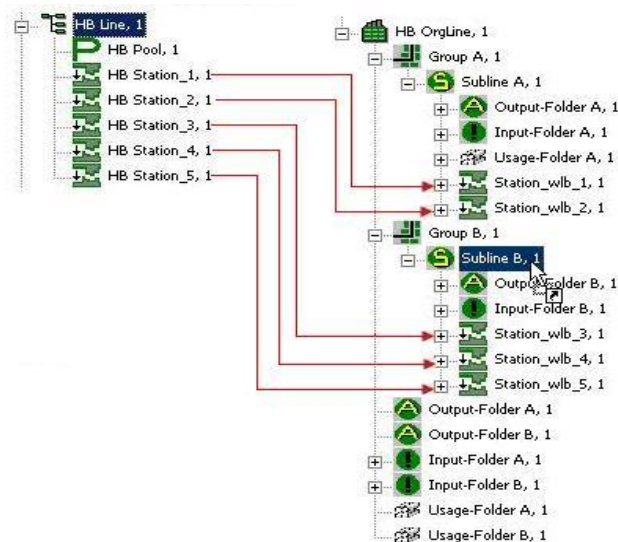 HB Line, 1
HB Pool, 1
HB Station_1, 1
HB Station_2, 1
HB Station_3, 1
HB Station_4, 1
HB Station_5, 1
HB OrgLine, 1
Group A, 1
Subline A, 1
Output-Folder A, 1
Input-Folder A, 1
Usage-Folder A, 1
Station_wlb_1, 1
Station_wlb_2, 1
Group B, 1
Subline B, 1
Output-Folder B, 1
Input-Folder B, 1
Station_wlb_3, 1
Station_wlb_4, 1
Station_wlb_5, 1
Output-Folder A, 1
Output-Folder B, 1
Input-Folder A, 1
Input-Folder B, 1
Usage-Folder A, 1
Usage-Folder B, 1